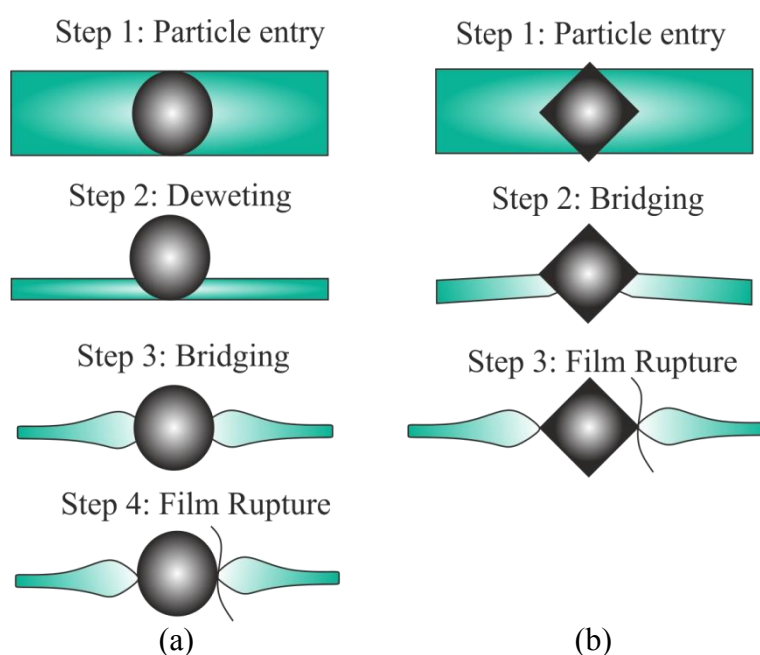 Step 1: Particle entry
Step 2: Deweting
Step 3: Bridging
Step 4: Film Rupture
(a)
Step 1: Particle entry
Step 2: Bridging
Step 3: Film Rupture
(b)